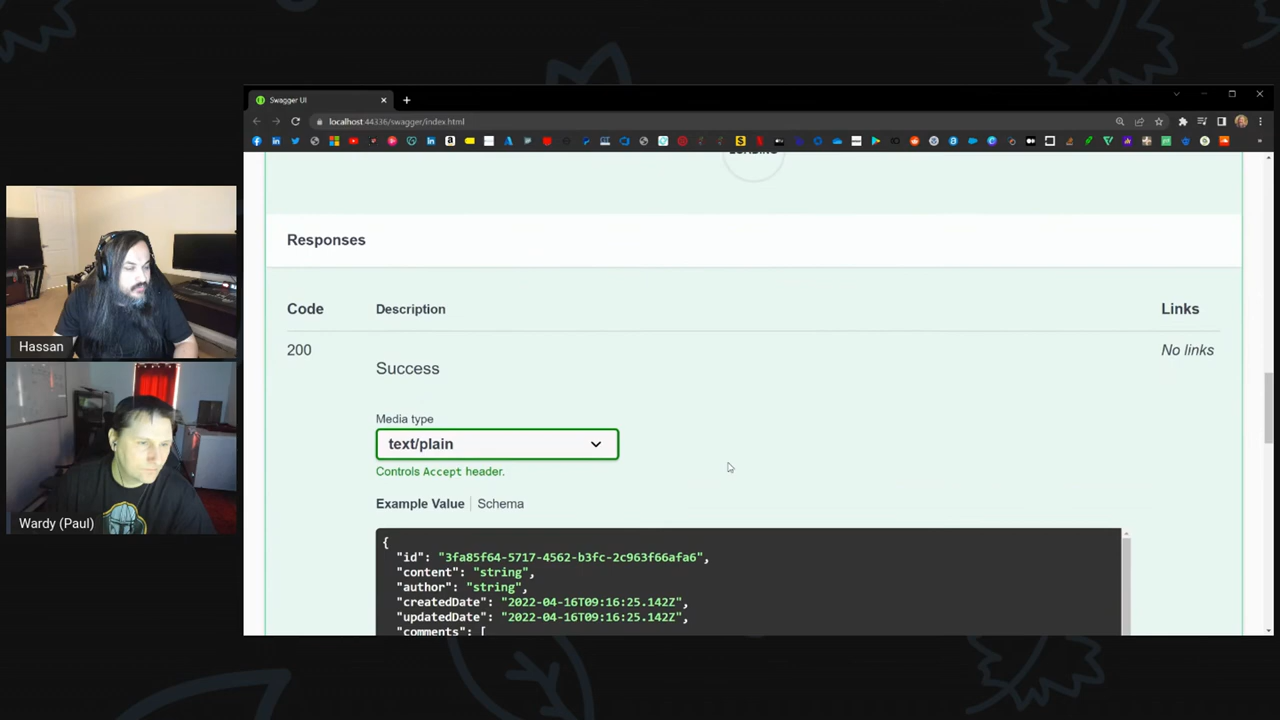 Swagger UI
localhost:44336/swagger/index.html
LOADING
Responses
Code Description Links
200 No links
Success
Media type
text/plain
Controls Accept header.
Example Value Schema
{
"id": "3fa85f64-5717-4562-b3fc-2c963f66afa6",
"content": "string",
"author": "string",
"createdDate": "2022-04-16T09:16:25.142Z",
"updatedDate": "2022-04-16T09:16:25.142Z",
"comments": [
Hassan
Wardy (Paul)